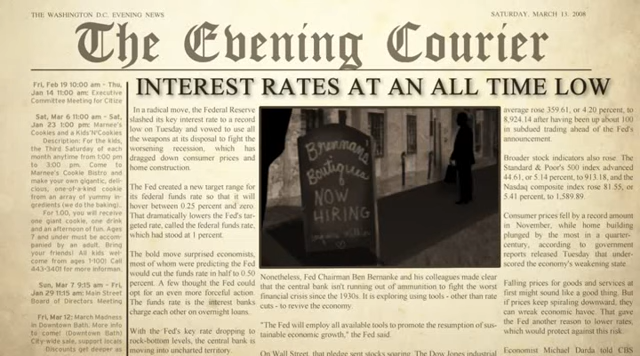 THE WASHINGTON D.C. EVENING NEWS
SATURDAY, MARCH 13, 2008
The Evening Courier
INTEREST RATES AT AN ALL TIME LOW
Fri, Feb 19 10:00 am - Thu,
Jan 14 11:00 am: Executive
Committee Meeting for Citize
Sat, Mar 6 11:00 am - Sat,
Jan 23 1:00 pm: Marnee's
Cookies and a Kids N'Cookies
Description: For the kids,
the Third Saturday of each
month anytime from 1:00 pm
to 3:00 pm. Come to
Marnee's Cookie Bistro and
make your own gigantic, deli-
cisous, one-of-a-kind cookie
from an array of yummy in-
gredients (we do the baking!).
For 1.00, you will receive
one giant cookie, one drink
and an afternoon of fun. Ages
7 and under must be accom-
panied by an adult. Bring
your friends! All kids wel-
come from ages 1-100) Call
443-3401 for more informan.
Sun, Mar 7 9:15 am - Fri,
Jan 29 11:15 am: Main Street
Board of Directors Meeting
Fri, Mar 12: March Madness
in Downtown Bath. More info
to come! (Downtown Bath)
City-wide, support locals
Discounts get deeper as
In a radical move, the Federal Reserve
slashed its key interest rate to a record
low on Tuesday and vowed to use all
the weapons at its disposal to fight the
worsening recession, which has
dragged down consumer prices and
home construction.
The Fed created a new target range for
its federal funds rate so that it will
hover between 0.25 percent and zero.
That dramatically lowers the Fed's tar-
geted rate, called the federal funds rate,
which had stood at 1 percent.
The bold move surprised economists,
most of whom were predicting the Fed
would cut the funds rate in half to 0.50
percent. A few thought the Fed could
opt for an even more forceful action.
The funds rate is the interest banks
charge each other on overnight loans.
With the Fed's key rate dropping to
rock-bottom levels, the central bank is
moving into uncharted territory.
Brennan's
Boutique
NOW
HIRING
Nonetheless, Fed Chairman Ben Bernanke and his colleagues made clear
that the central bank isn't running out of ammunition to fight the worst
financial crisis since the 1930s. It is exploring using tools - other than rate
cuts - to revive the economy.
"The Fed will employ all available tools to promote the resumption of sus-
tainable economic growth," the Fed said.
On Wall Street, that pledge sent stocks soaring. The Dow Jones industrial
average rose 359.61, or 4.20 percent, to
8,924.14 after having been up about 100
in subdued trading ahead of the Fed's
announcement.
Broader stock indicators also rose. The
Standard & Poor's 500 index advanced
44.61, or 5.14 percent, to 913.18, and the
Nasdaq composite index rose 81.55, or
5.41 percent, to 1,589.89.
Consumer prices fell by a record amount
in November, while home building
plunged by the most in a quarter-
century, according to government
reports released Tuesday that under-
scored the economy's weakening state.
Falling prices for goods and services at
first might sound like a good thing. But
if prices keep spiraling downward, they
can wreak economic havoc. That gave
the Fed another reason to lower rates,
which would protect against this risk.
Economist Michael Darda told CBS